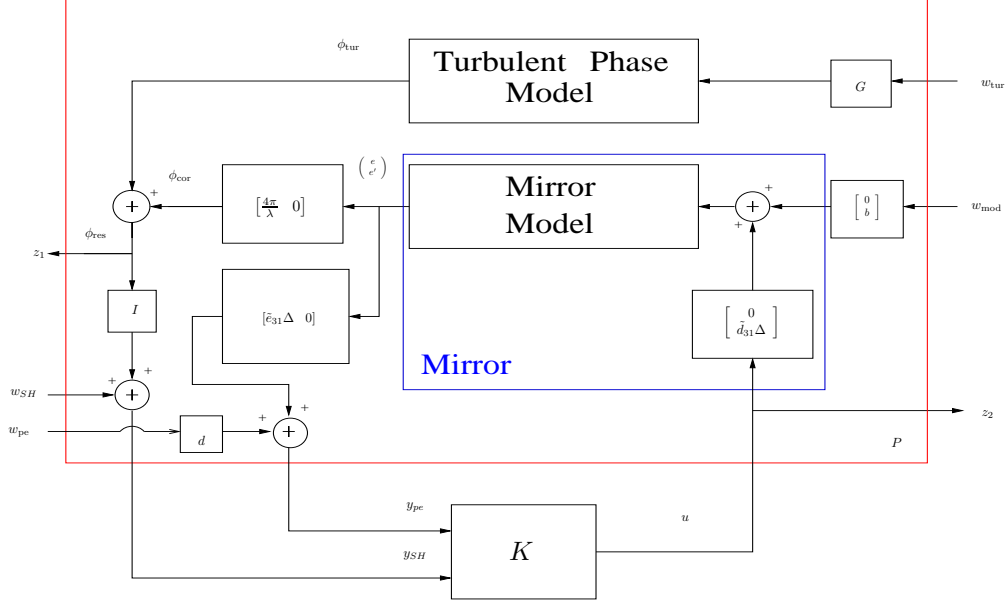 ϕ_tur
Turbulent Phase
Model
G
w_tur
ϕ_cor
+
+
[4π/λ 0]
( e
e′ )
Mirror
Model
+
+
+
[ 0
b ]
w_mod
z_1
ϕ_res
I
[ẽ_31Δ 0]
[ 0
d̃_31Δ ]
Mirror
w_SH
+
+
+
w_pe
d
+
+
+
z_2
P
y_pe
u
y_SH
K